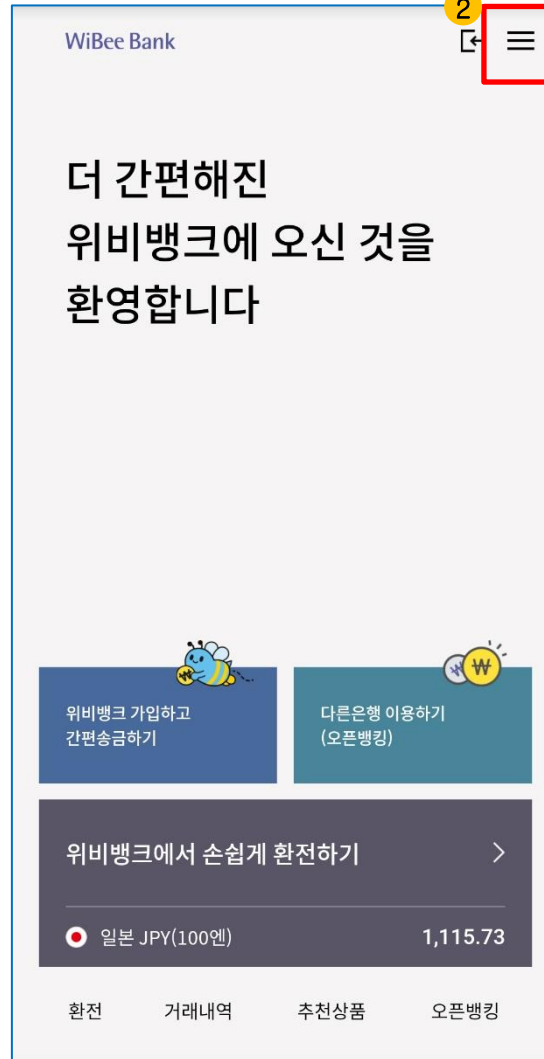 2
WiBee Bank
더 간편해진
위비뱅크에 오신 것을
환영합니다
₩ ₩ ₩
위비뱅크 가입하고
간편송금하기
다른은행 이용하기
(오픈뱅킹)
위비뱅크에서 손쉽게 환전하기 >
일본 JPY(100엔) 1,115.73
환전 거래내역 추천상품 오픈뱅킹